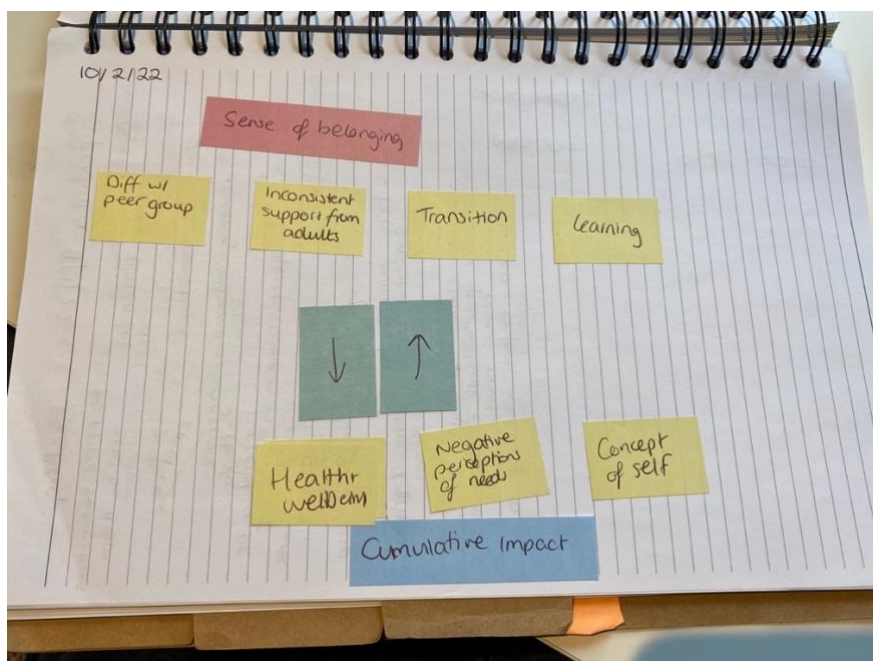 10/2/22
Sense of belonging
Diff w/
peer group
Inconsistent
support from
adults
Transition
Learning
↓
↑
Health
Negative
perceptions
of needs
Concept
of self
Cumulative Impact